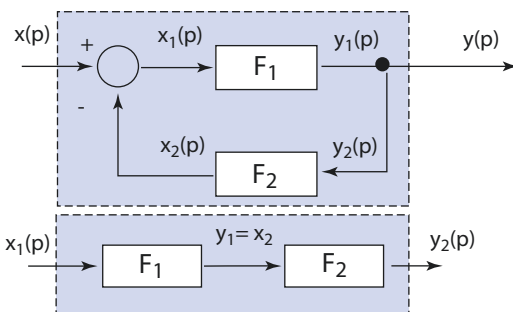 x(p) + x₁(p) F₁ y₁(p) y(p)
- x₂(p) F₂ y₂(p)
x₁(p) F₁ y₁= x₂ F₂ y₂(p)